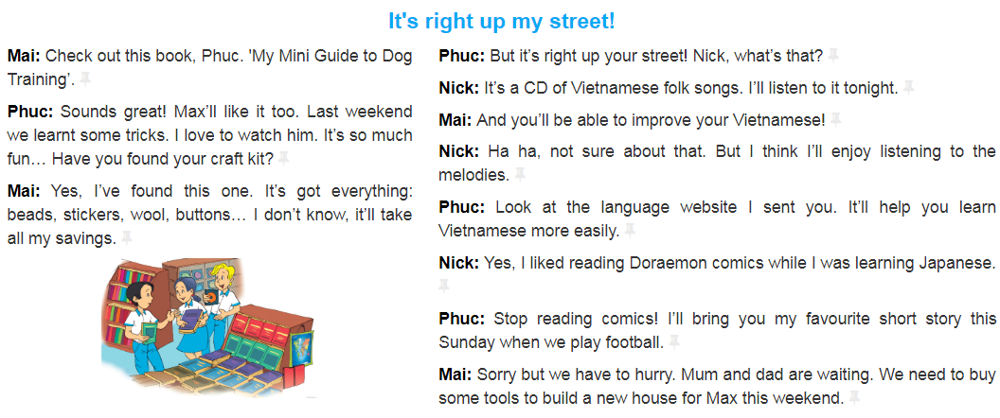 It's right up my street!
Mai: Check out this book, Phuc. 'My Mini Guide to Dog
Training’.
Phuc: Sounds great! Max’ll like it too. Last weekend
we learnt some tricks. I love to watch him. It’s so much
fun… Have you found your craft kit?
Mai: Yes, I’ve found this one. It’s got everything:
beads, stickers, wool, buttons… I don’t know, it’ll take
all my savings.
Phuc: But it’s right up your street! Nick, what’s that?
Nick: It’s a CD of Vietnamese folk songs. I’ll listen to it tonight.
Mai: And you’ll be able to improve your Vietnamese!
Nick: Ha ha, not sure about that. But I think I’ll enjoy listening to the
melodies.
Phuc: Look at the language website I sent you. It’ll help you learn
Vietnamese more easily.
Nick: Yes, I liked reading Doraemon comics while I was learning Japanese.
Phuc: Stop reading comics! I’ll bring you my favourite short story this
Sunday when we play football.
Mai: Sorry but we have to hurry. Mum and dad are waiting. We need to buy
some tools to build a new house for Max this weekend.